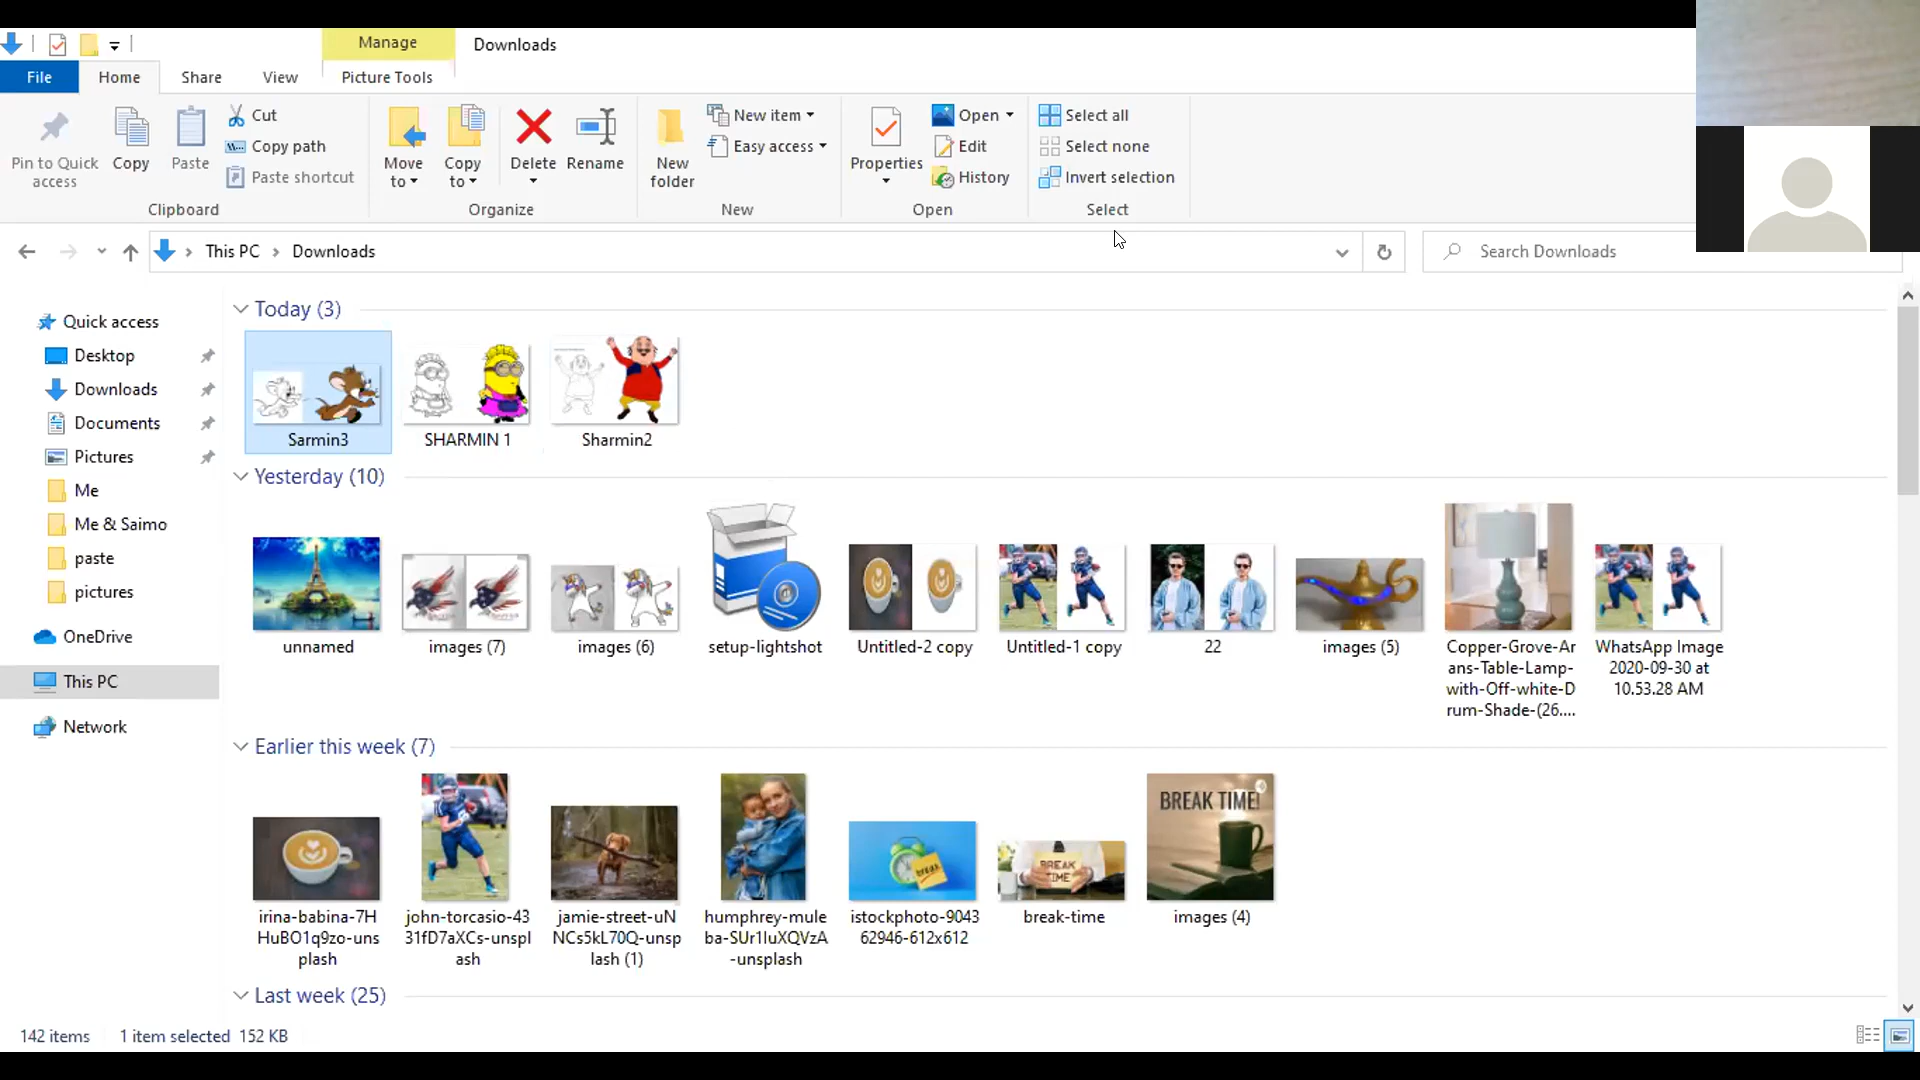 Manage
Downloads
File
Home
Share
View
Picture Tools
Pin to Quick
access
Copy
Paste
Cut
Copy path
Paste shortcut
Clipboard
Move
to
Copy
to
Delete
Rename
Organize
New
folder
New item
Easy access
New
Properties
Open
Edit
History
Open
Select all
Select none
Invert selection
Select
This PC
Downloads
Search Downloads
Quick access
Desktop
Downloads
Documents
Pictures
Me
Me & Saimo
paste
pictures
OneDrive
This PC
Network
Today (3)
Sarmin3
SHARMIN 1
Sharmin2
Yesterday (10)
unnamed
images (7)
images (6)
setup-lightshot
Untitled-2 copy
Untitled-1 copy
22
images (5)
Copper-Grove-Ar
ans-Table-Lamp-
with-Off-white-D
rum-Shade-(26....
WhatsApp Image
2020-09-30 at
10.53.28 AM
Earlier this week (7)
BREAK TIME!
break
BREAK
TIME
irina-babina-7H
HuBO1q9zo-uns
plash
john-torcasio-43
31fD7aXCs-unspl
ash
jamie-street-uN
NCs5kL70Q-unsp
lash (1)
humphrey-mule
ba-SUr1luXQVzA
-unsplash
istockphoto-9043
62946-612x612
break-time
images (4)
Last week (25)
142 items
1 item selected 152 KB